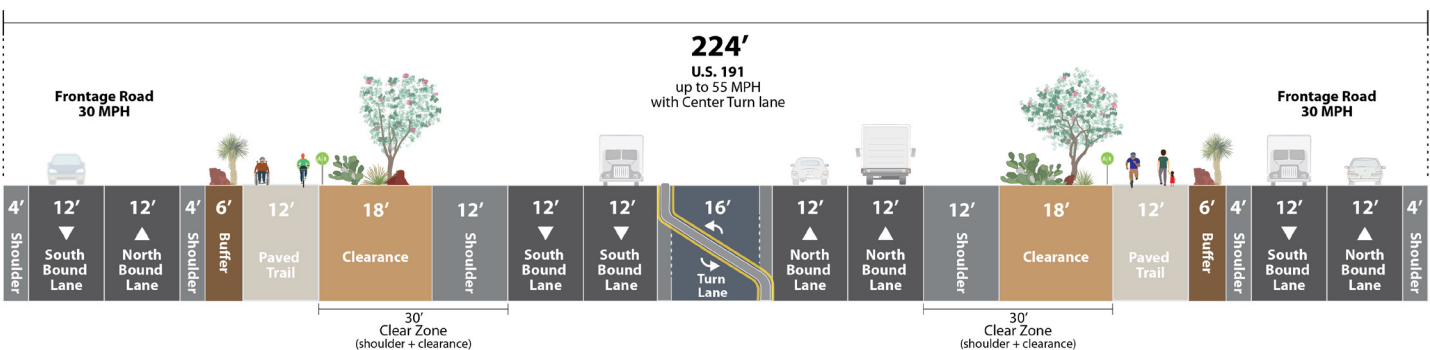 224’
U.S. 191
up to 55 MPH
with Center Turn lane
Frontage Road
30 MPH
Frontage Road
30 MPH
4’
Shoulder
12’
South
Bound
Lane
12’
North
Bound
Lane
4’
Shoulder
6’
Buffer
12’
Paved
Trail
18’
Clearance
12’
Shoulder
12’
South
Bound
Lane
12’
South
Bound
Lane
16’
Turn
Lane
12’
North
Bound
Lane
12’
North
Bound
Lane
12’
Shoulder
18’
Clearance
12’
Paved
Trail
6’
Buffer
4’
Shoulder
12’
South
Bound
Lane
12’
North
Bound
Lane
4’
Shoulder
30’
Clear Zone
(shoulder + clearance)
30’
Clear Zone
(shoulder + clearance)